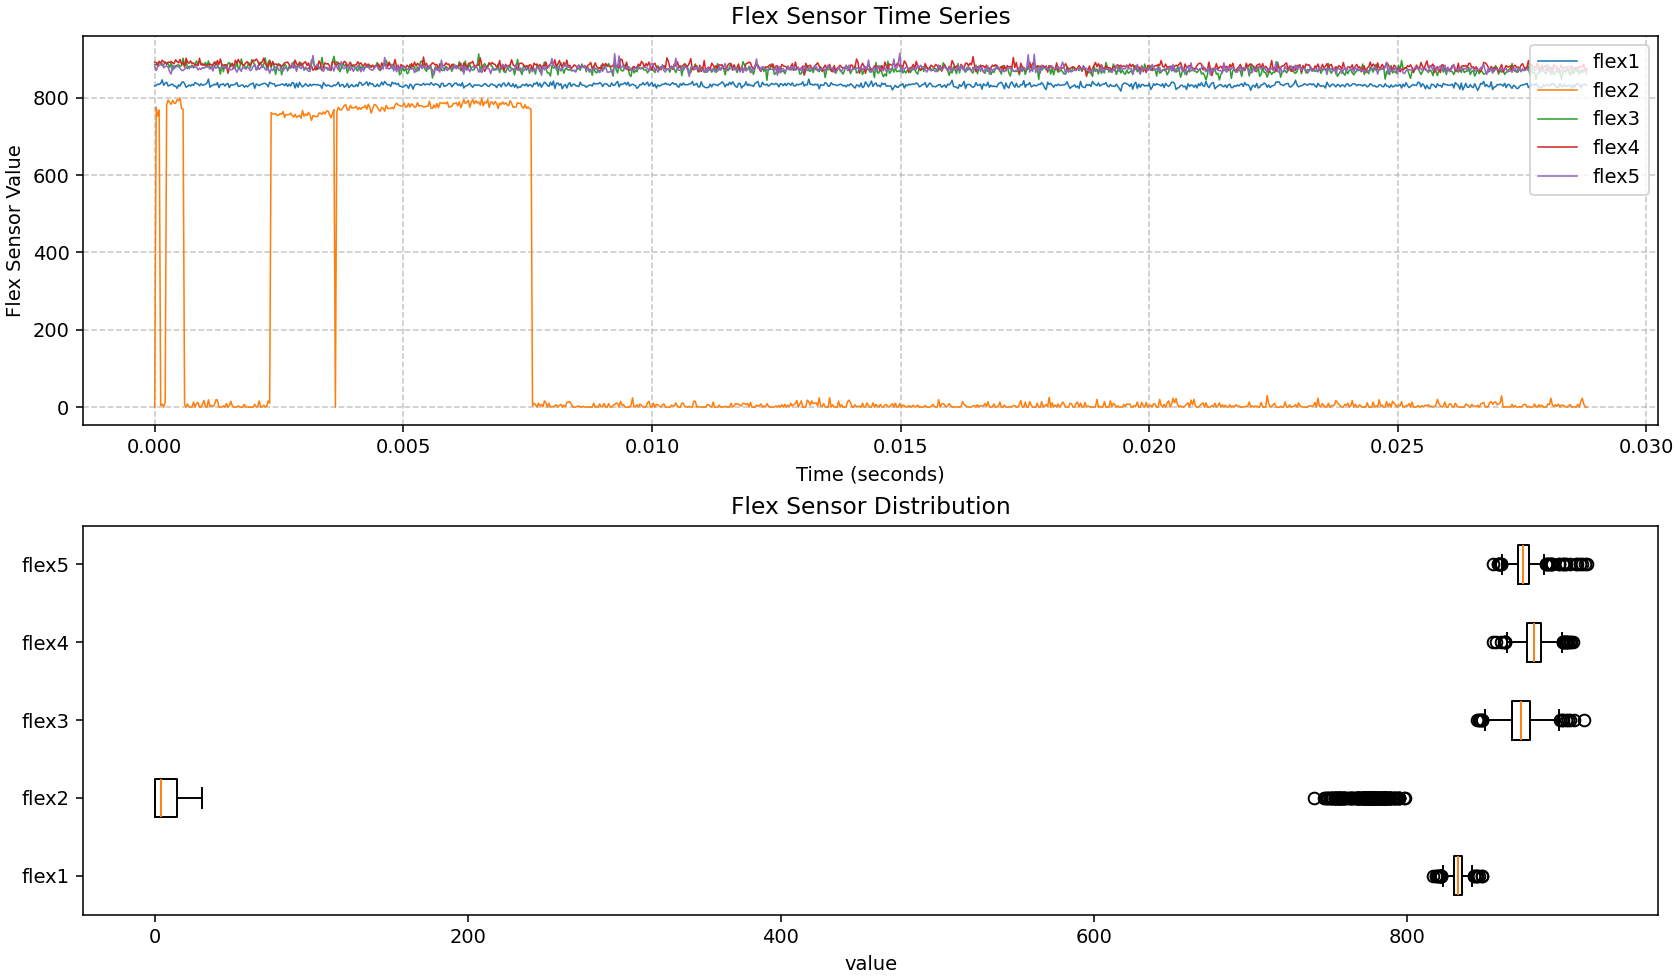 Flex Sensor Time Series
Flex Sensor Value
800
600
400
200
0
flex1
flex2
flex3
flex4
flex5
0.000 0.005 0.010 0.015 0.020 0.025 0.030
Time (seconds)
Flex Sensor Distribution
flex5
flex4
flex3
flex2
flex1
0 200 400 600 800
value